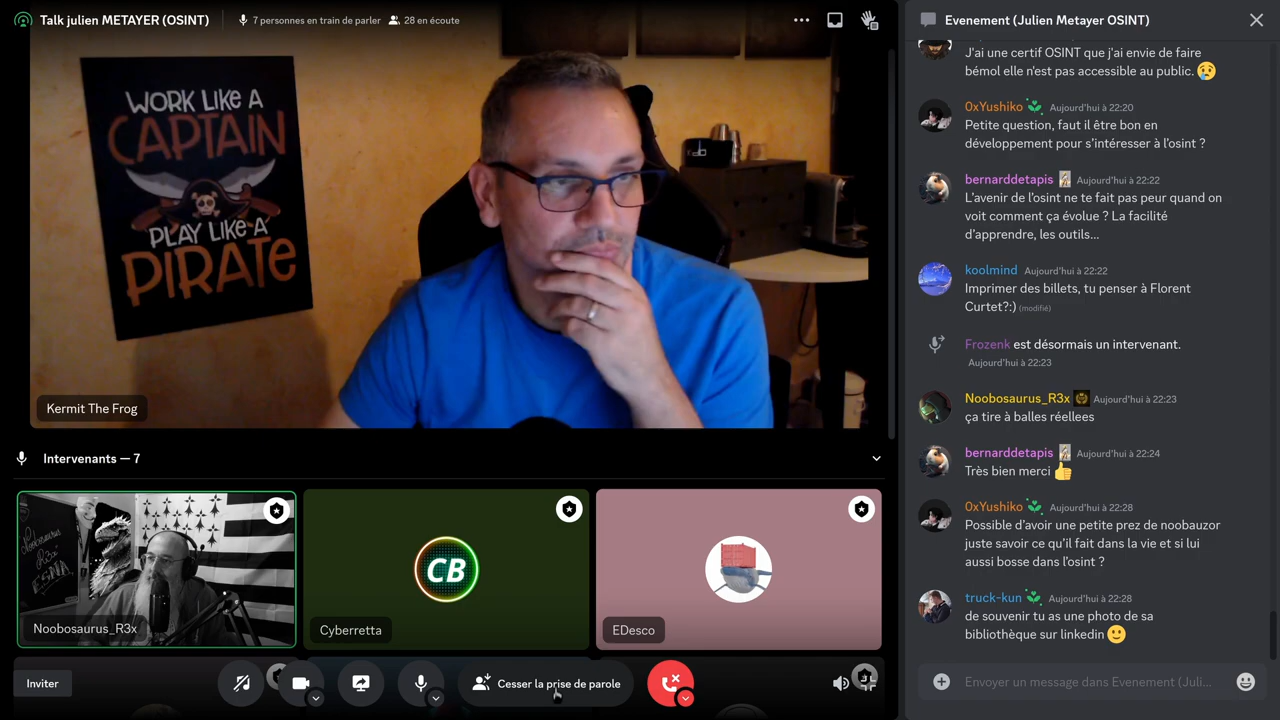 Talk julien METAYER (OSINT)
7 personnes en train de parler
28 en écoute
WORK LIKE A
CAPTAIN
PLAY LIKE A
PIRATE
Kermit The Frog
Intervenants — 7
Noobosaurus_R3x
CB
Cyberretta
EDesco
Inviter
Cesser la prise de parole
Evenement (Julien Metayer OSINT)
J'ai une certif OSINT que j'ai envie de faire
bémol elle n'est pas accessible au public. 😢
0xYushiko Aujourd'hui à 22:20
Petite question, faut il être bon en
développement pour s'intéresser à l'osint ?
bernarddetapis Aujourd'hui à 22:22
L'avenir de l'osint ne te fait pas peur quand on
voit comment ça évolue ? La facilité
d'apprendre, les outils...
koolmind Aujourd'hui à 22:22
Imprimer des billets, tu penser à Florent
Curtet?:) (modifié)
Frozenk est désormais un intervenant.
Aujourd'hui à 22:23
Noobosaurus_R3x Aujourd'hui à 22:23
ça tire à balles réellees
bernarddetapis Aujourd'hui à 22:24
Très bien merci 👍
0xYushiko Aujourd'hui à 22:28
Possible d'avoir une petite prez de noobauzor
juste savoir ce qu'il fait dans la vie et si lui
aussi bosse dans l'osint ?
truck-kun Aujourd'hui à 22:28
de souvenir tu as une photo de sa
bibliothèque sur linkedin 🙂
Envoyer un message dans Evenement (Juli...